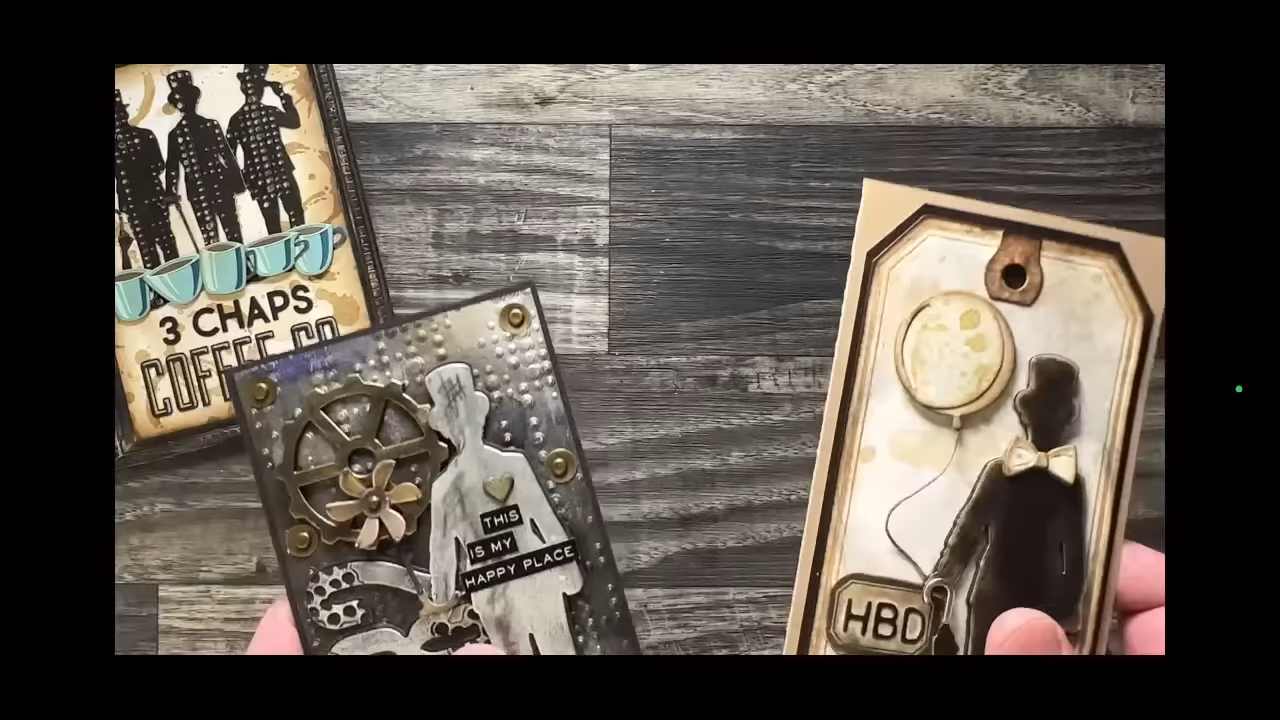 3 CHAPS
COFFEE CO
THIS
IS MY
HAPPY PLACE
HBD